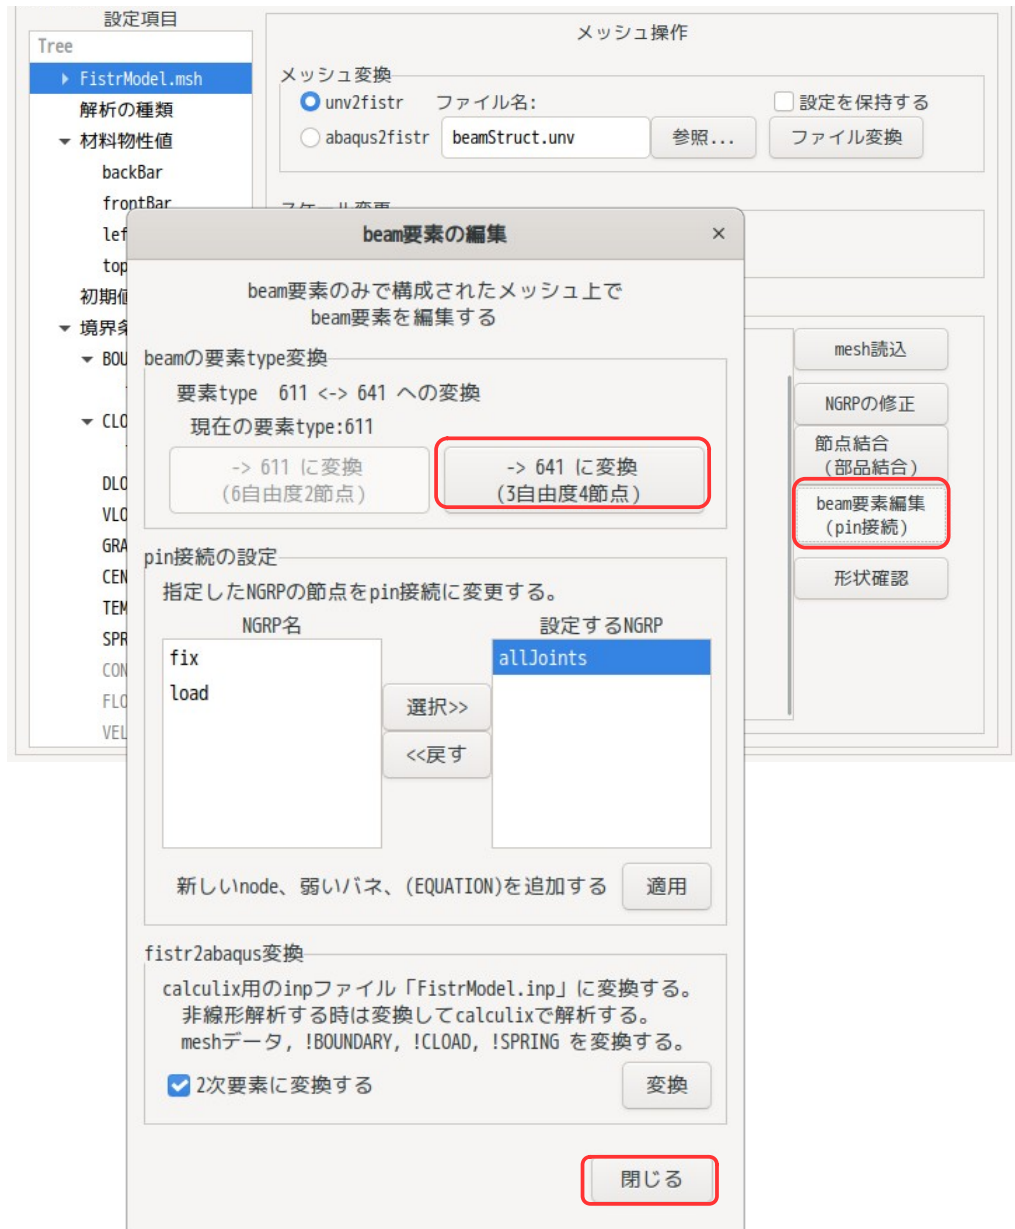 設定項目
Tree
FistrModel.msh
解析の種類
材料物性値
backBar
frontBar
lef
top
初期値
境界条
BOU
CLO
DLO
VLO
GRA
CEN
TEM
SPR
CON
FLO
VEL
メッシュ操作
メッシュ変換
unv2fistr ファイル名: 設定を保持する
abaqus2fistr beamStruct.unv 参照... ファイル変換
スケール変更
mesh読込
NGRPの修正
節点結合
(部品結合)
beam要素編集
(pin接続)
形状確認
beam要素の編集 ×
beam要素のみで構成されたメッシュ上で
beam要素を編集する
beamの要素type変換
要素type 611 <-> 641 への変換
現在の要素type:611
-> 611 に変換
(6自由度2節点)
-> 641 に変換
(3自由度4節点)
pin接続の設定
指定したNGRPの節点をpin接続に変更する。
NGRP名
fix
load
選択>>
<<戻す
設定するNGRP
allJoints
新しいnode、弱いバネ、(EQUATION)を追加する 適用
fistr2abaqus変換
calculix用のinpファイル「FistrModel.inp」に変換する。
非線形解析する時は変換してcalculixで解析する。
meshデータ, !BOUNDARY, !CLOAD, !SPRING を変換する。
2次要素に変換する 変換
閉じる